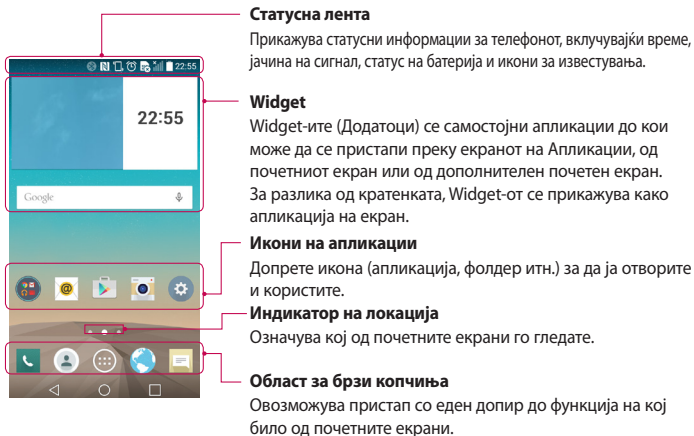 Статусна лента
Прикажува статусни информации за телефонот, вклучувајќи време,
јачина на сигнал, статус на батерија и икони за известувања.
22:55
Widget
Widget-ите (Додатоци) се самостојни апликации до кои
може да се пристапи преку екранот на Апликации, од
почетниот екран или од дополнителен почетен екран.
За разлика од кратенката, Widget-от се прикажува како
апликација на екран.
22:55
Google
Икони на апликации
Допрете икона (апликација, фолдер итн.) за да ја отворите
и користите.
Индикатор на локација
Означува кој од почетните екрани го гледате.
Област за брзи копчиња
Овозможува пристап со еден допир до функција на кој
било од почетните екрани.